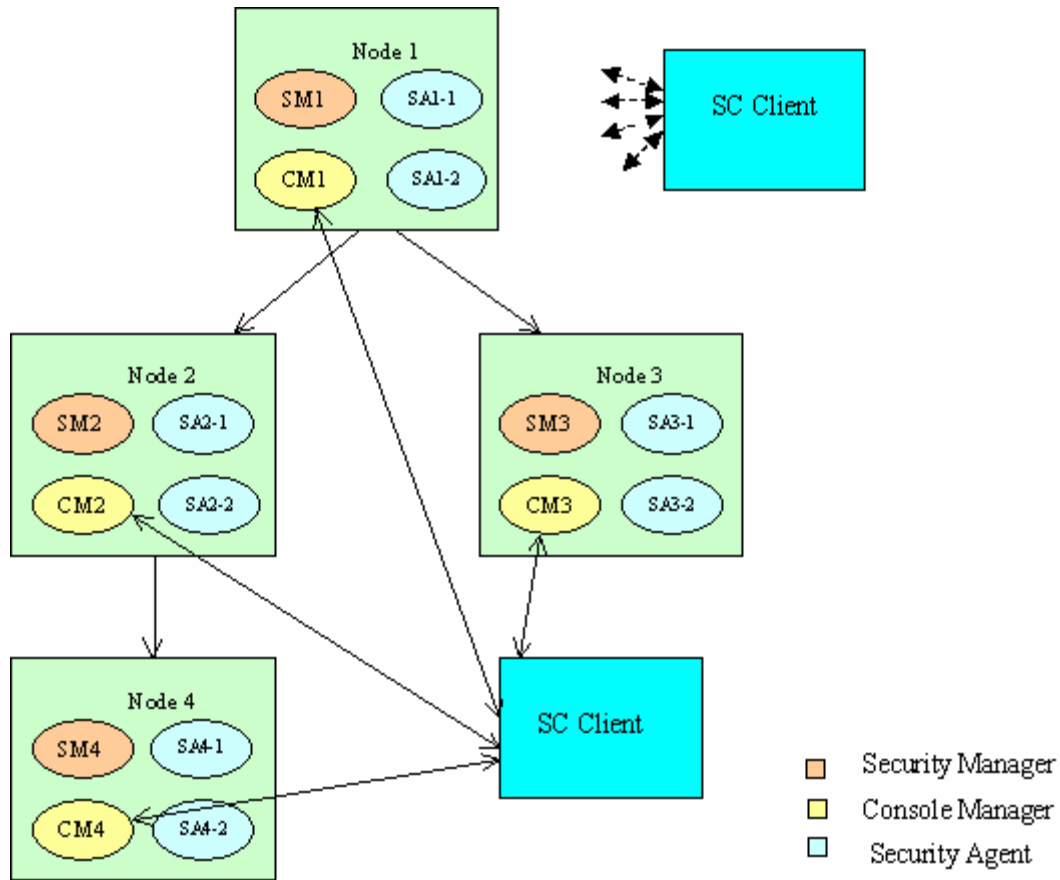 Node 1
SM1
SA1-1
CM1
SA1-2
SC Client
Node 2
SM2
SA2-1
CM2
SA2-2
Node 3
SM3
SA3-1
CM3
SA3-2
Node 4
SM4
SA4-1
CM4
SA4-2
SC Client
Security Manager
Console Manager
Security Agent